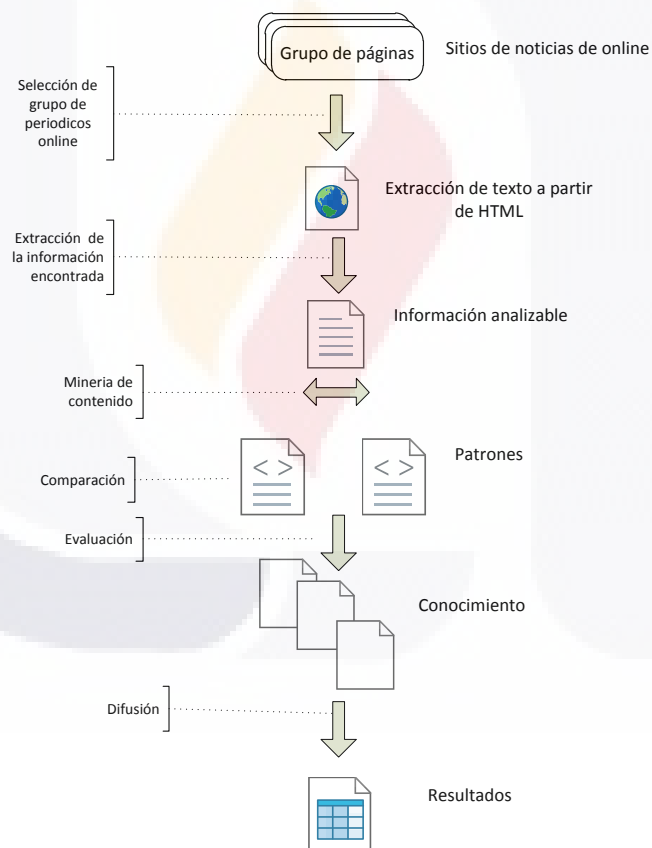 Grupo de páginas
Sitios de noticias de online
Selección de
grupo de
periodicos
online
Extracción de texto a partir
de HTML
Extracción de
la información
encontrada
Información analizable
Mineria de
contenido
< >
< >
Patrones
Comparación
Evaluación
Conocimiento
Difusión
Resultados